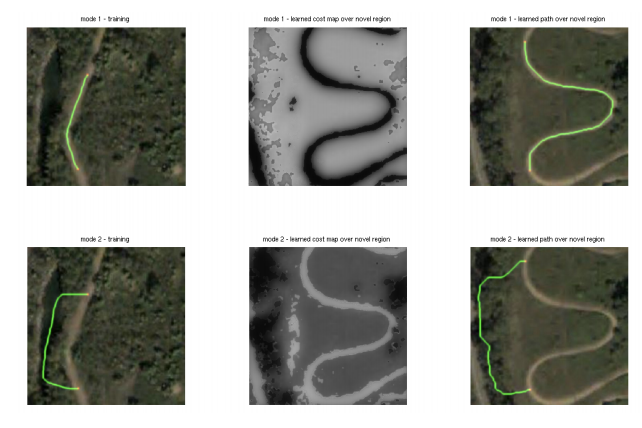 mode 1 - training
mode 1 - learned cost map over novel region
mode 1 - learned path over novel region
mode 2 - training
mode 2 - learned cost map over novel region
mode 2 - learned path over novel region